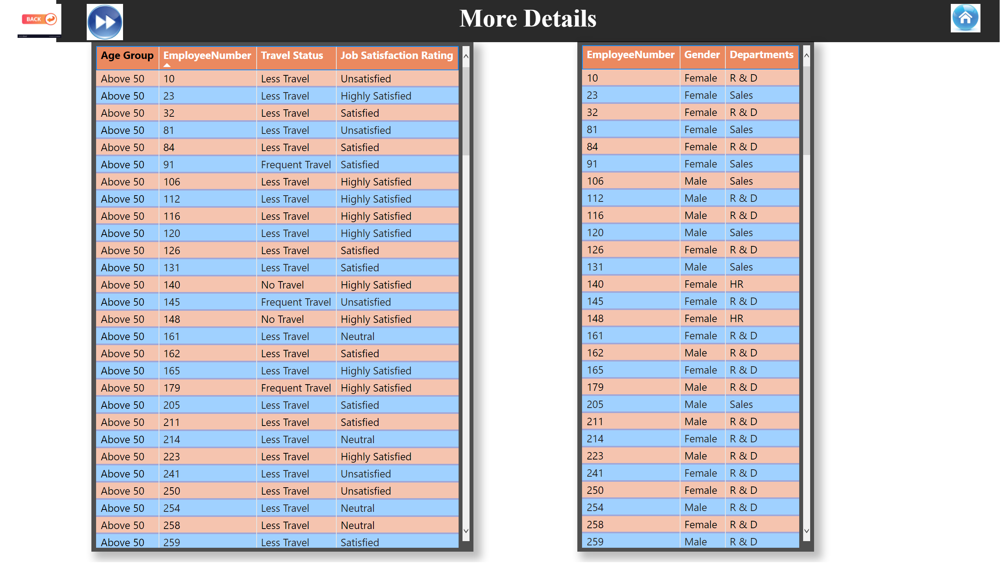 BACK
More Details
Age Group EmployeeNumber Travel Status Job Satisfaction Rating
Above 50 10 Less Travel Unsatisfied
Above 50 23 Less Travel Highly Satisfied
Above 50 32 Less Travel Satisfied
Above 50 81 Less Travel Unsatisfied
Above 50 84 Less Travel Satisfied
Above 50 91 Frequent Travel Satisfied
Above 50 106 Less Travel Highly Satisfied
Above 50 112 Less Travel Highly Satisfied
Above 50 116 Less Travel Highly Satisfied
Above 50 120 Less Travel Highly Satisfied
Above 50 126 Less Travel Satisfied
Above 50 131 Less Travel Satisfied
Above 50 140 No Travel Highly Satisfied
Above 50 145 Frequent Travel Unsatisfied
Above 50 148 No Travel Highly Satisfied
Above 50 161 Less Travel Neutral
Above 50 162 Less Travel Satisfied
Above 50 165 Less Travel Highly Satisfied
Above 50 179 Frequent Travel Highly Satisfied
Above 50 205 Less Travel Satisfied
Above 50 211 Less Travel Satisfied
Above 50 214 Less Travel Neutral
Above 50 223 Less Travel Highly Satisfied
Above 50 241 Less Travel Unsatisfied
Above 50 250 Less Travel Unsatisfied
Above 50 254 Less Travel Neutral
Above 50 258 Less Travel Neutral
Above 50 259 Less Travel Satisfied
EmployeeNumber Gender Departments
10 Female R & D
23 Female Sales
32 Female R & D
81 Female Sales
84 Female R & D
91 Female Sales
106 Male Sales
112 Male R & D
116 Male R & D
120 Male Sales
126 Female R & D
131 Male Sales
140 Female HR
145 Female R & D
148 Female HR
161 Female R & D
162 Male R & D
165 Female R & D
179 Male R & D
205 Male Sales
211 Male R & D
214 Female R & D
223 Male R & D
241 Female R & D
250 Female R & D
254 Male R & D
258 Female R & D
259 Male R & D